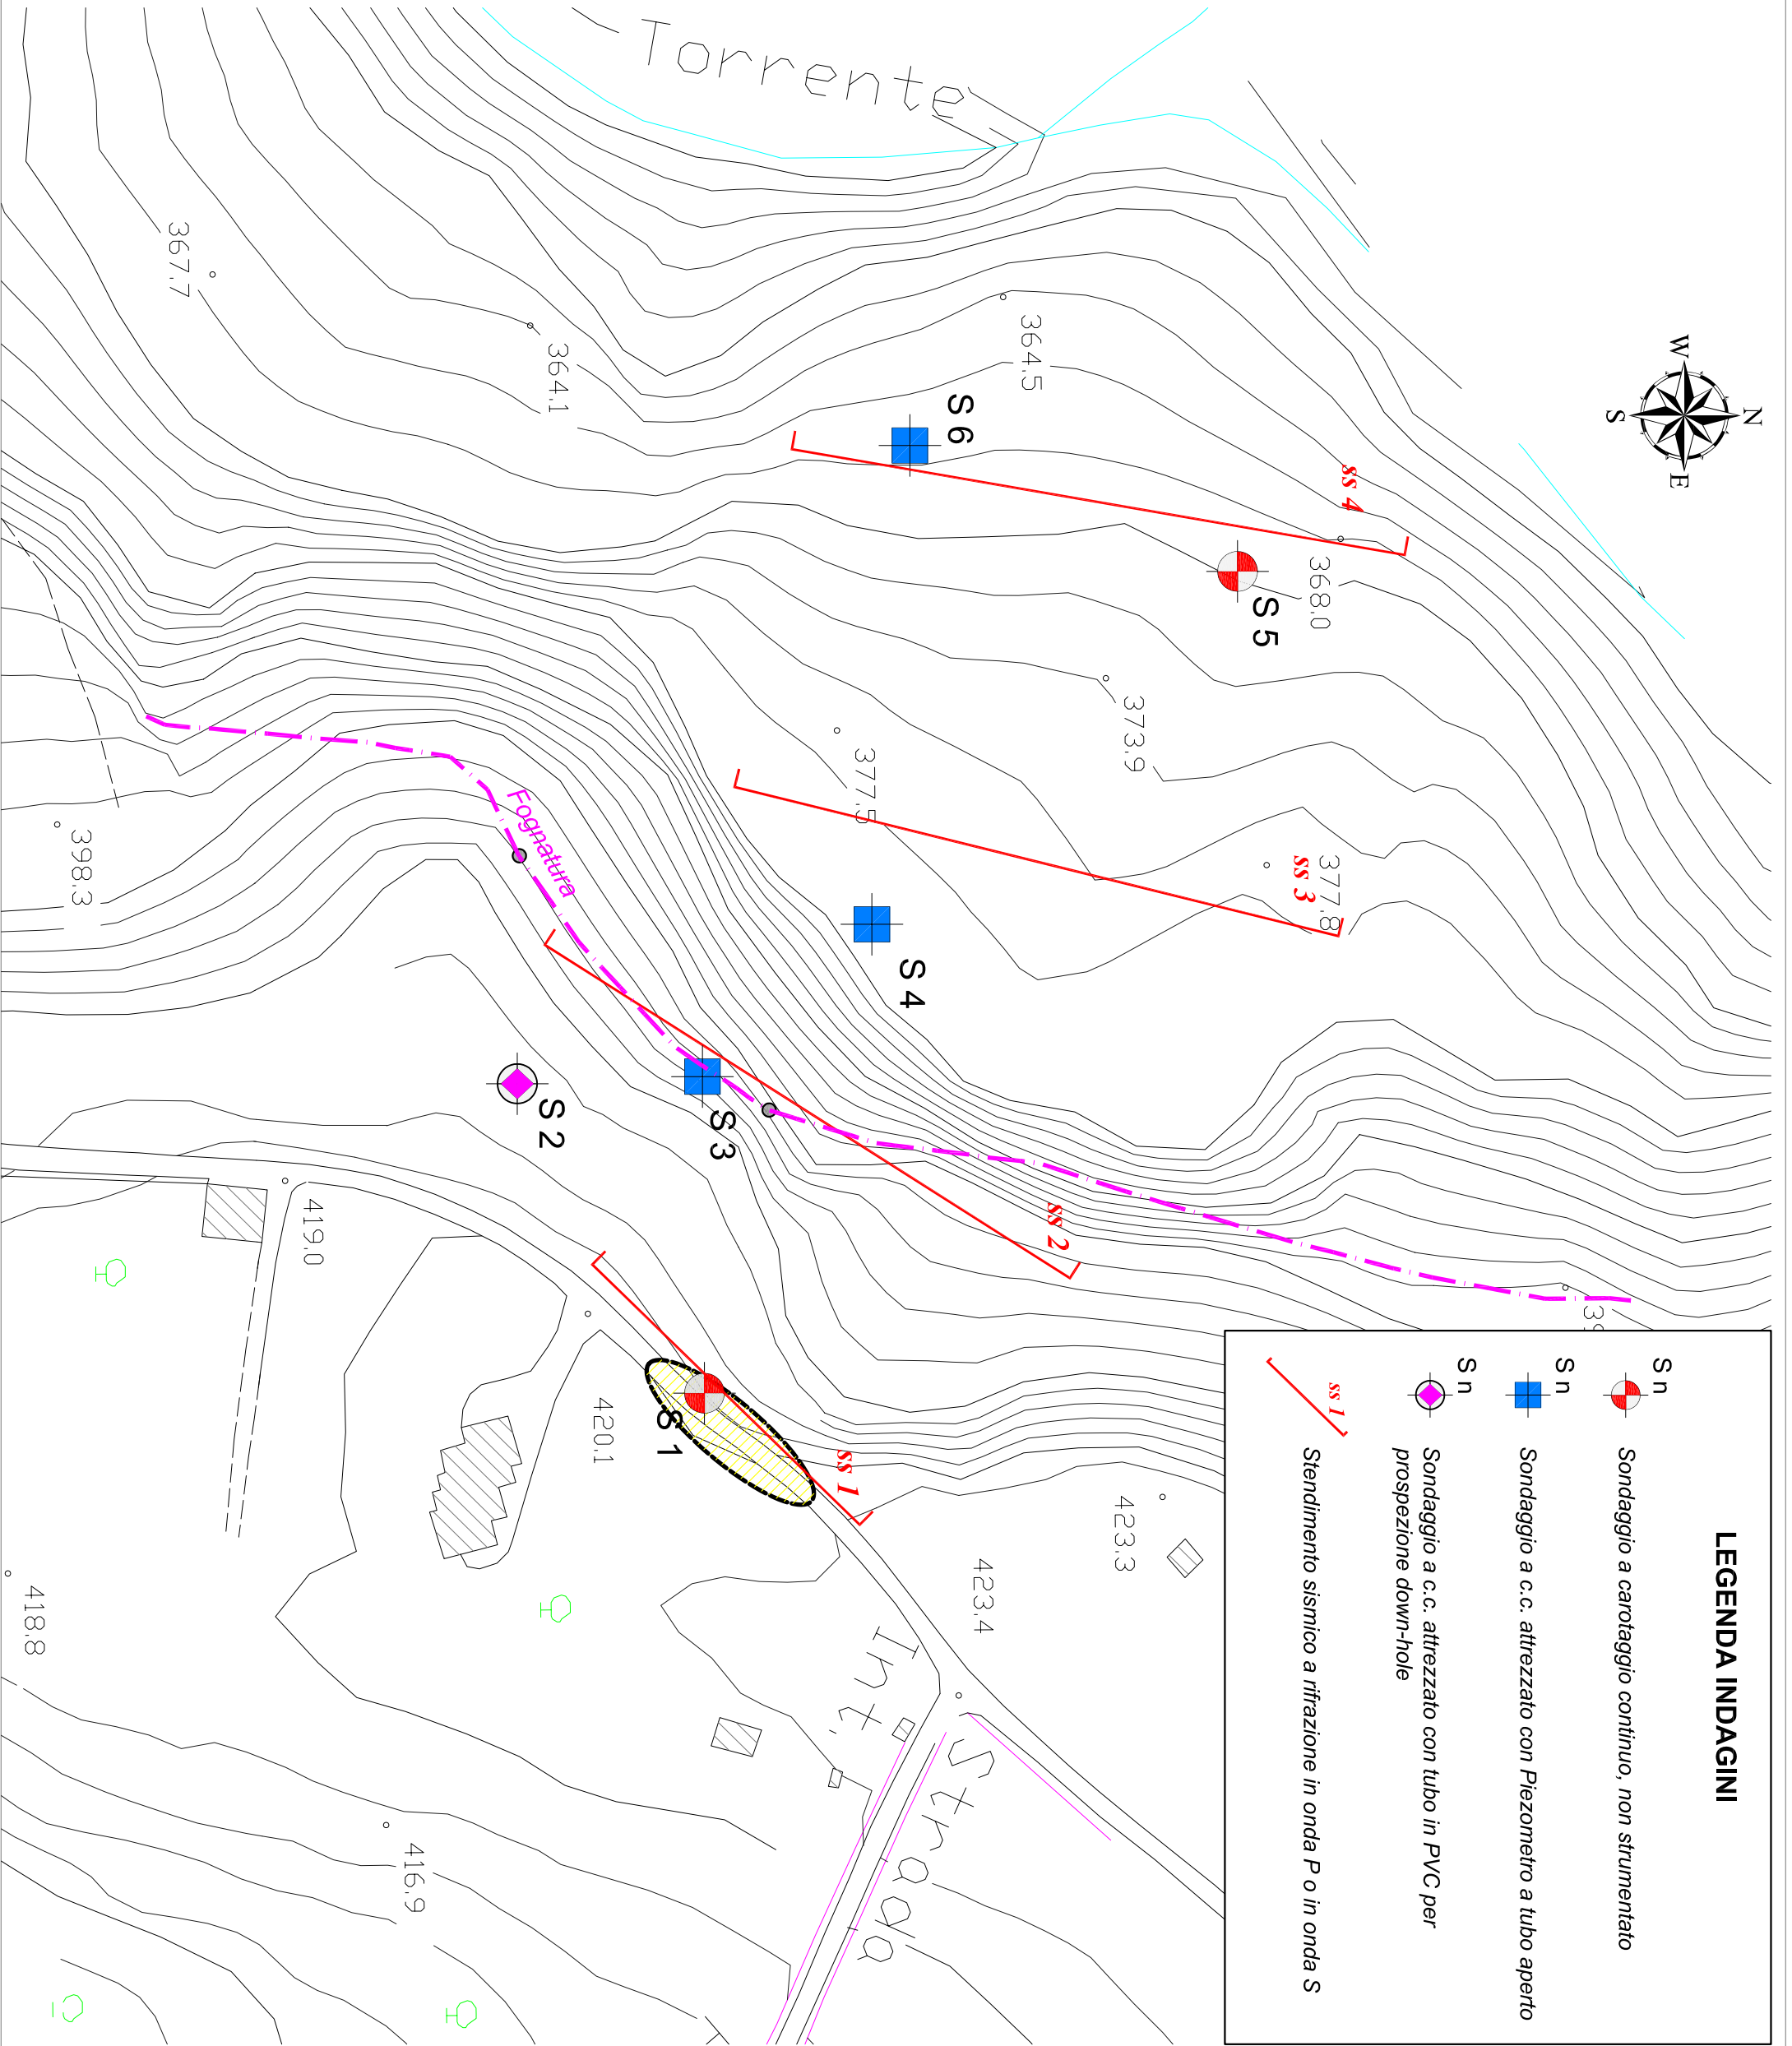 Torrente
W
N
S
E
367.7
364.1
364.5
S 6
ss 4
368.0
S 5
373.9
377.5
377.8
ss 3
S 4
Fognatura
398.3
S 2
S 3
ss 2
419.0
S 1
ss 1
420.1
423.3
423.4
418.8
416.9
Int.
Strada
39
LEGENDA INDAGINI
S n
Sondaggio a carotaggio continuo, non strumentato
S n
Sondaggio a c.c. attrezzato con Piezometro a tubo aperto
S n
Sondaggio a c.c. attrezzato con tubo in PVC per
prospezione down-hole
ss 1
Stendimento sismico a rifrazione in onda P o in onda S